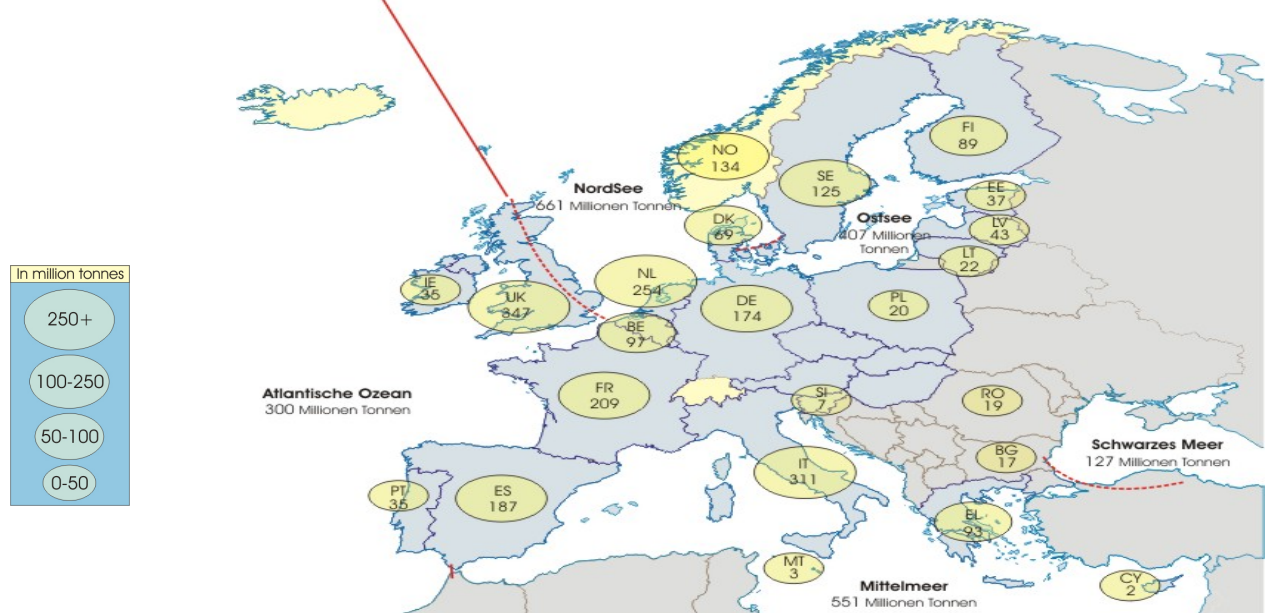 In million tonnes
250+
100-250
50-100
0-50
NO
134
FI
89
SE
125
NordSee
661 Millionen Tonnen
DK
69
Ostsee
407 Millionen
Tonnen
EE
37
LV
43
LT
22
IE
35
UK
347
NL
254
BE
97
DE
174
PL
20
Atlantische Ozean
300 Millionen Tonnen
FR
209
SI
7
RO
19
BG
17
Schwarzes Meer
127 Millionen Tonnen
PT
35
ES
187
IT
311
EL
93
MT
3
Mittelmeer
551 Millionen Tonnen
CY
2